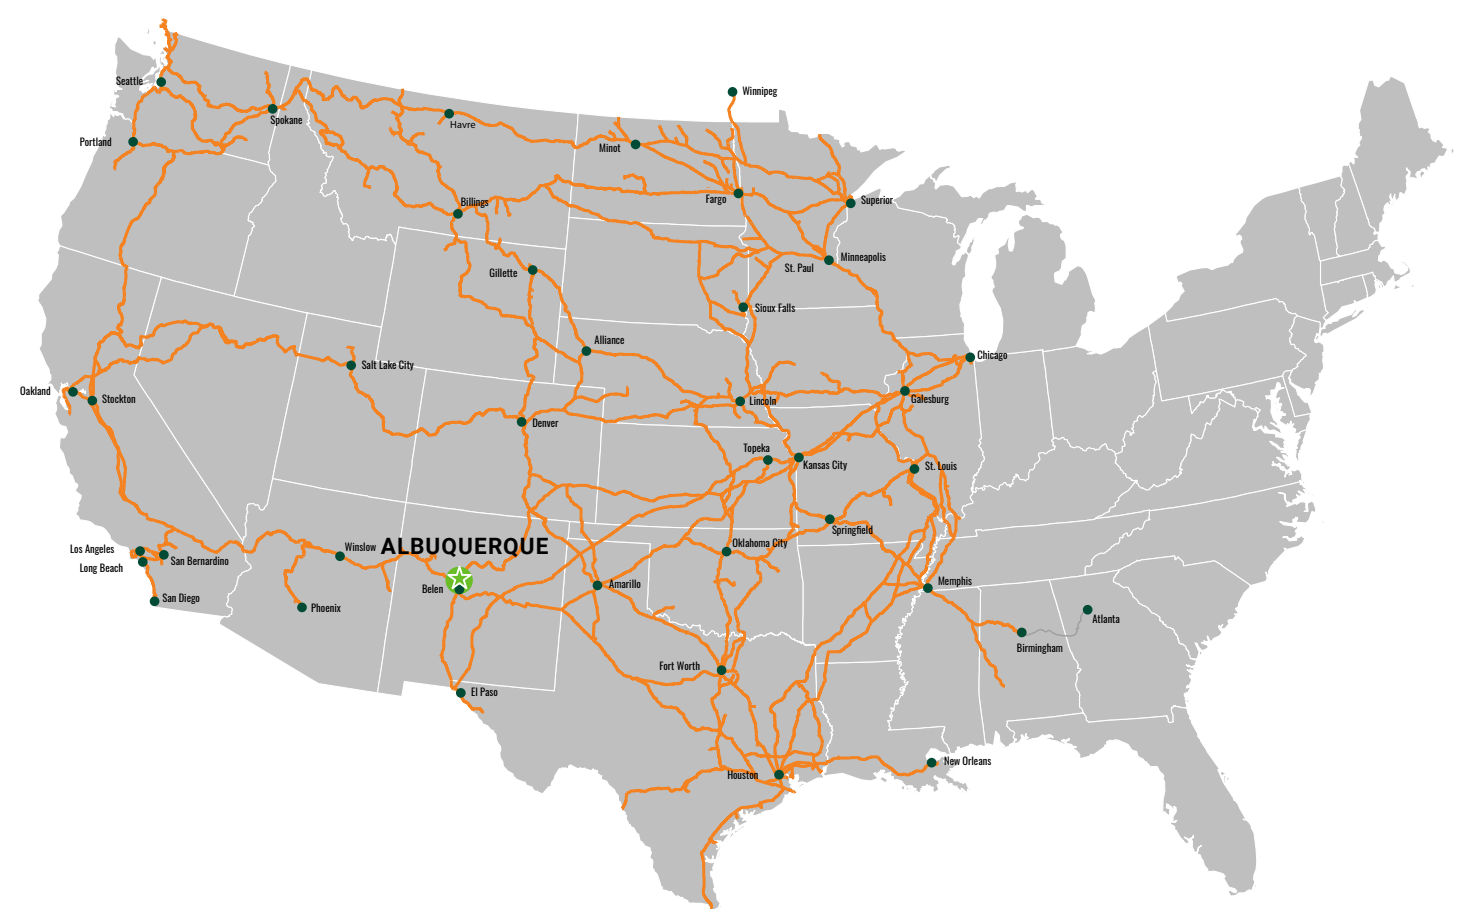 Winnipeg
Seattle
Spokane
Havre
Portland
Minot
Fargo
Superior
Billings
Minneapolis
St. Paul
Gillette
Sioux Falls
Alliance
Chicago
Salt Lake City
Oakland
Stockton
Lincoln
Galesburg
Denver
Topeka
Kansas City
St. Louis
Springfield
Oklahoma City
Los Angeles
Winslow
ALBUQUERQUE
San Bernardino
Long Beach
Belen
Amarillo
Memphis
San Diego
Phoenix
Atlanta
Birmingham
Fort Worth
El Paso
New Orleans
Houston